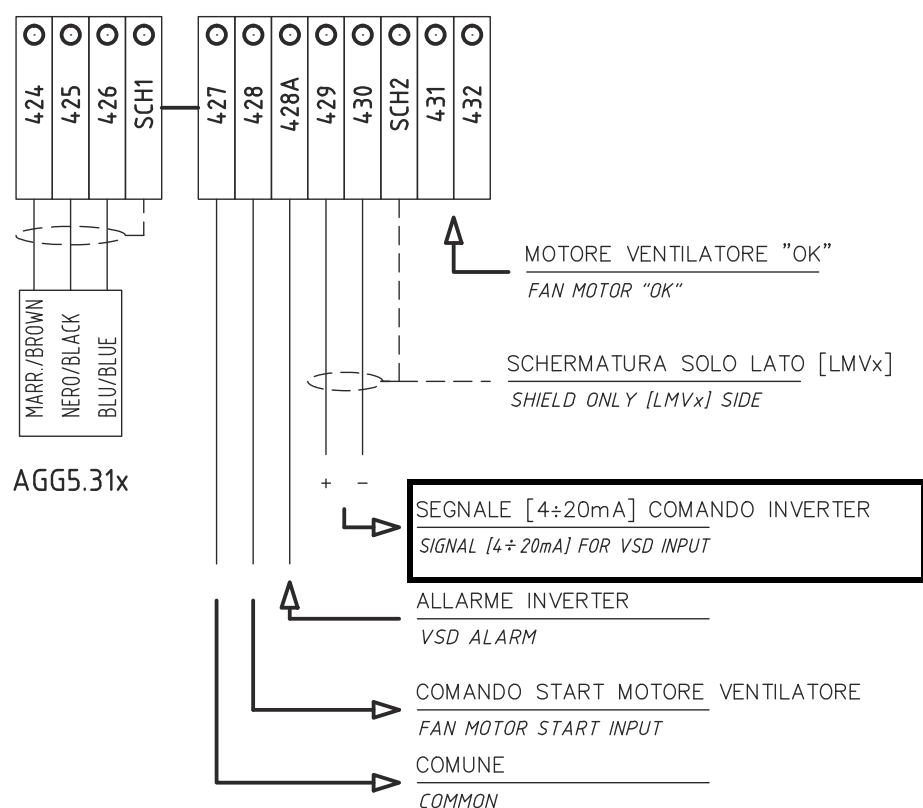 424
425
426
SCH1
427
428
428A
429
430
SCH2
431
432
MARR./BROWN
NERO/BLACK
BLU/BLUE
AGG5.31x
MOTORE VENTILATORE "OK"
FAN MOTOR "OK"
SCHERMATURA SOLO LATO [LMVx]
SHIELD ONLY [LMVx] SIDE
+ −
SEGNALE [4÷20mA] COMANDO INVERTER
SIGNAL [4÷20mA] FOR VSD INPUT
ALLARME INVERTER
VSD ALARM
COMANDO START MOTORE VENTILATORE
FAN MOTOR START INPUT
COMUNE
COMMON